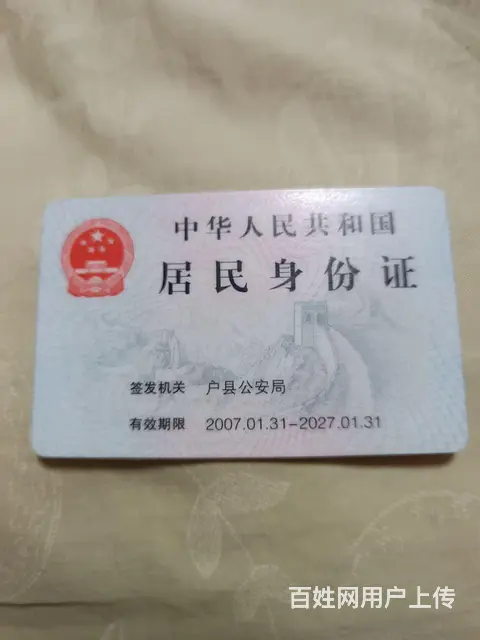 中华人民共和国
居民身份证
签发机关 户县公安局
有效期限 2007.01.31-2027.01.31
百姓网用户上传